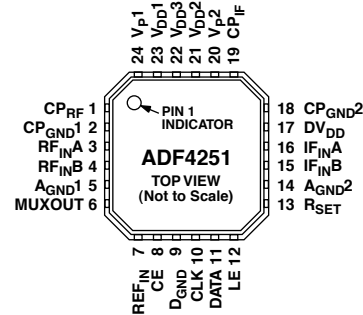 24 VP1
23 VDD1
22 VDD3
21 VDD2
20 VP2
19 CPIF
CPRF 1
CPGND1 2
RFINA 3
RFINB 4
AGND1 5
MUXOUT 6
PIN 1
INDICATOR
ADF4251
TOP VIEW
(Not to Scale)
18 CPGND2
17 DVDD
16 IFINA
15 IFINB
14 AGND2
13 RSET
REFIN 7
CE 8
DGND 9
CLK 10
DATA 11
LE 12